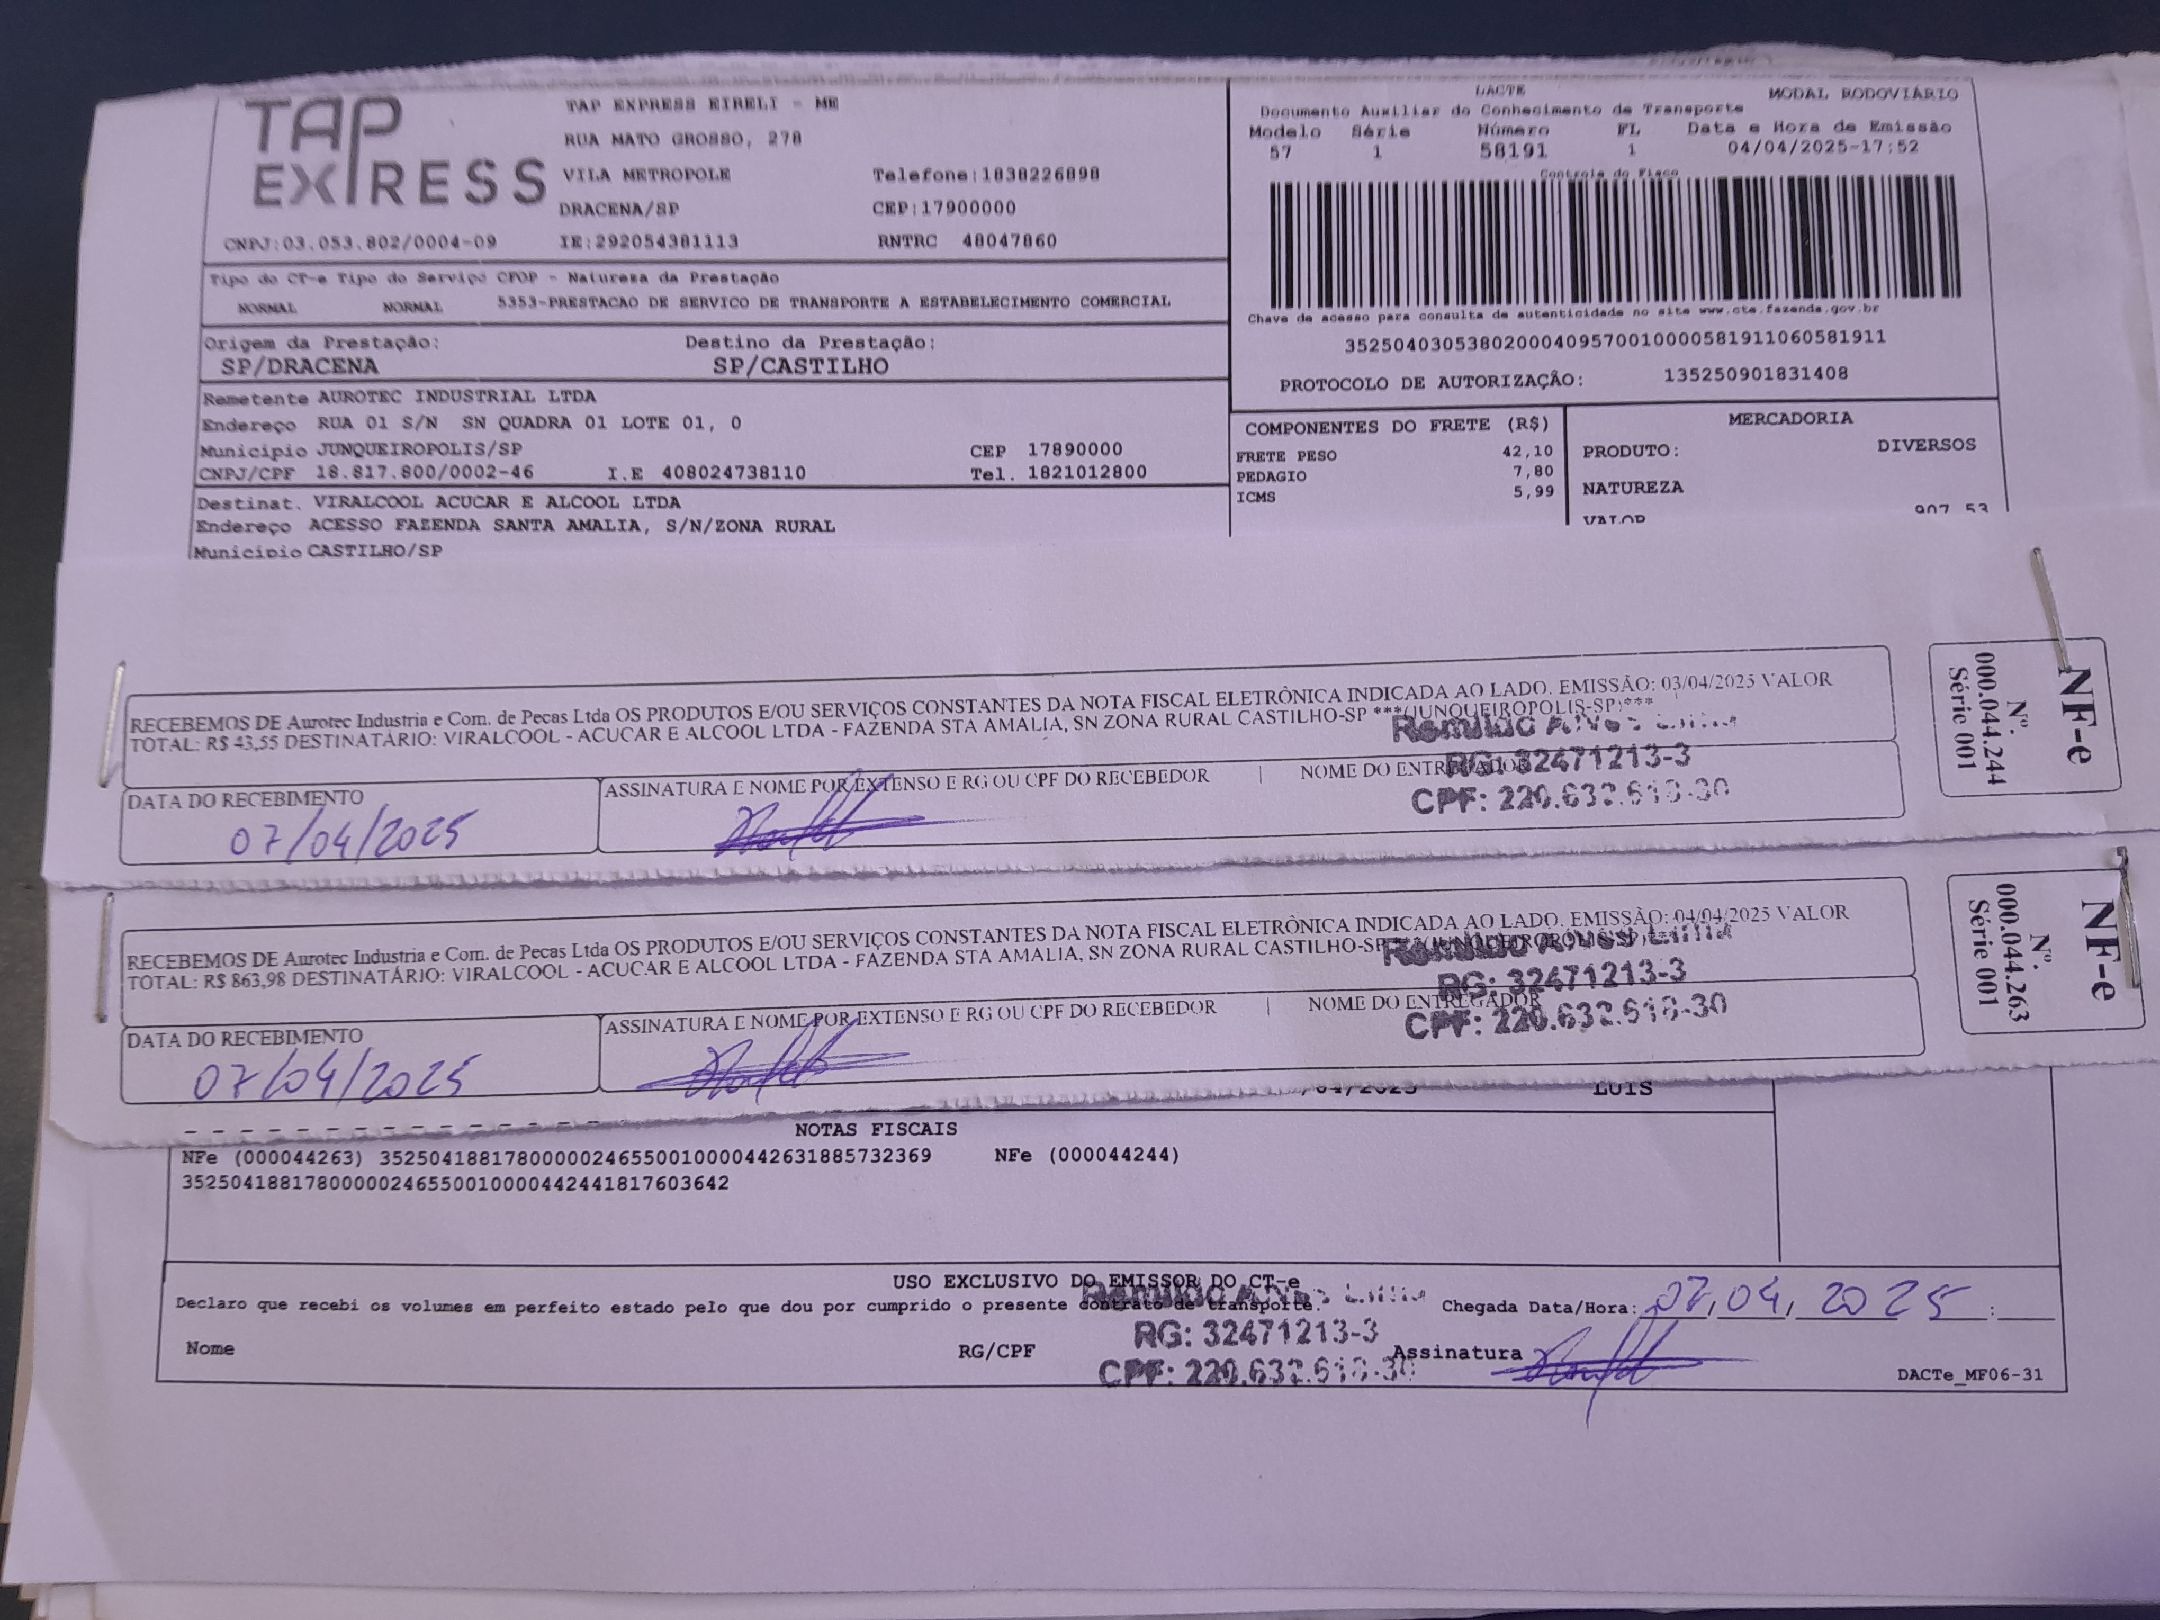 TAP EXPRESS
TAP EXPRESS EIRELI - ME
RUA MATO GROSSO, 278
VILA METROPOLE Telefone:1838226898
DRACENA/SP CEP:17900000
CNPJ:03.053.802/0004-09 IE:292054381113 RNTRC 48047860
DACTE MODAL RODOVIÁRIO
Documento Auxiliar do Conhecimento de Transporte
Modelo Série Número FL Data e Hora de Emissão
57 1 58191 1 04/04/2025-17:52
Controle do Fisco
Chave de acesso para consulta de autenticidade no site www.cte.fazenda.gov.br
35250403053802000409570010000581911060581911
PROTOCOLO DE AUTORIZAÇÃO: 135250901831408
Tipo do CT-e Tipo do Serviço CFOP - Natureza da Prestação
NORMAL NORMAL 5353-PRESTACAO DE SERVICO DE TRANSPORTE A ESTABELECIMENTO COMERCIAL
Origem da Prestação: Destino da Prestação:
SP/DRACENA SP/CASTILHO
Remetente AUROTEC INDUSTRIAL LTDA
Endereço RUA 01 S/N SN QUADRA 01 LOTE 01, 0
Município JUNQUEIROPOLIS/SP CEP 17890000
CNPJ/CPF 18.817.800/0002-46 I.E 408024738110 Tel. 1821012800
Destinat. VIRALCOOL ACUCAR E ALCOOL LTDA
Endereço ACESSO FAZENDA SANTA AMALIA, S/N/ZONA RURAL
Município CASTILHO/SP
COMPONENTES DO FRETE (R$)
FRETE PESO 42,10
PEDAGIO 7,80
ICMS 5,99
MERCADORIA
PRODUTO: DIVERSOS
NATUREZA
VALOR 907,53
RECEBEMOS DE Aurotec Industria e Com. de Pecas Ltda OS PRODUTOS E/OU SERVIÇOS CONSTANTES DA NOTA FISCAL ELETRÔNICA INDICADA AO LADO. EMISSÃO: 03/04/2025 VALOR
TOTAL: R$ 43,55 DESTINATÁRIO: VIRALCOOL - ACUCAR E ALCOOL LTDA - FAZENDA STA AMALIA, SN ZONA RURAL CASTILHO-SP ***(JUNQUEIROPOLIS-SP)***
DATA DO RECEBIMENTO
07/04/2025
ASSINATURA E NOME POR EXTENSO E RG OU CPF DO RECEBEDOR | NOME DO ENTREGADOR
RG: 32471213-3
CPF: 220.632.618-30
NF-e
Nº.
000.044.244
Série 001
RECEBEMOS DE Aurotec Industria e Com. de Pecas Ltda OS PRODUTOS E/OU SERVIÇOS CONSTANTES DA NOTA FISCAL ELETRÔNICA INDICADA AO LADO. EMISSÃO: 04/04/2025 VALOR
TOTAL: R$ 863,98 DESTINATÁRIO: VIRALCOOL - ACUCAR E ALCOOL LTDA - FAZENDA STA AMALIA, SN ZONA RURAL CASTILHO-SP
DATA DO RECEBIMENTO
07/04/2025
ASSINATURA E NOME POR EXTENSO E RG OU CPF DO RECEBEDOR | NOME DO ENTREGADOR
RG: 32471213-3
CPF: 220.632.618-30
NF-e
Nº.
000.044.263
Série 001
/04/2025 LUIS
NOTAS FISCAIS
NFe (000044263) 35250418817800000246550010000442631885732369 NFe (000044244)
35250418817800000246550010000442441817603642
USO EXCLUSIVO DO EMISSOR DO CT-e
Declaro que recebi os volumes em perfeito estado pelo que dou por cumprido o presente contrato de transporte. Chegada Data/Hora: 07, 04, 2025 :
RG: 32471213-3
Nome RG/CPF Assinatura
CPF: 220.632.618-30
DACTe_MF06-31